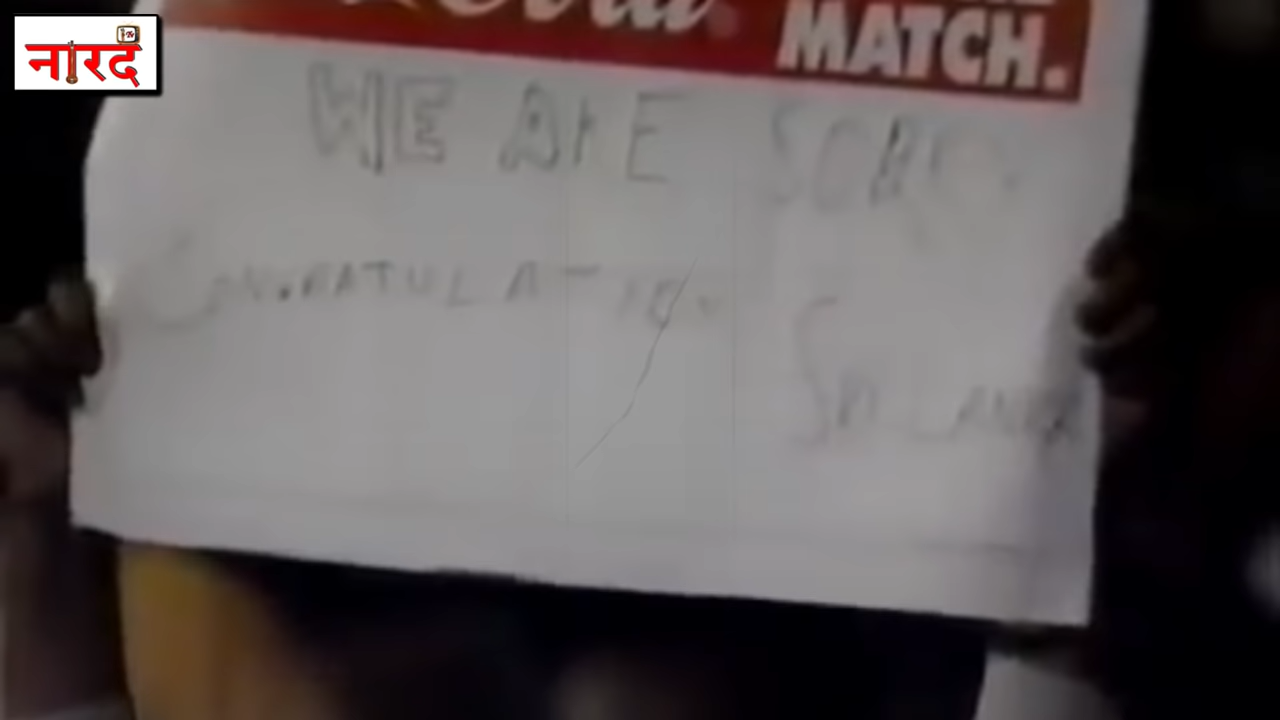 नारद
MATCH.
WE ARE SORRY
CONGRATULATION
SRI LANKA